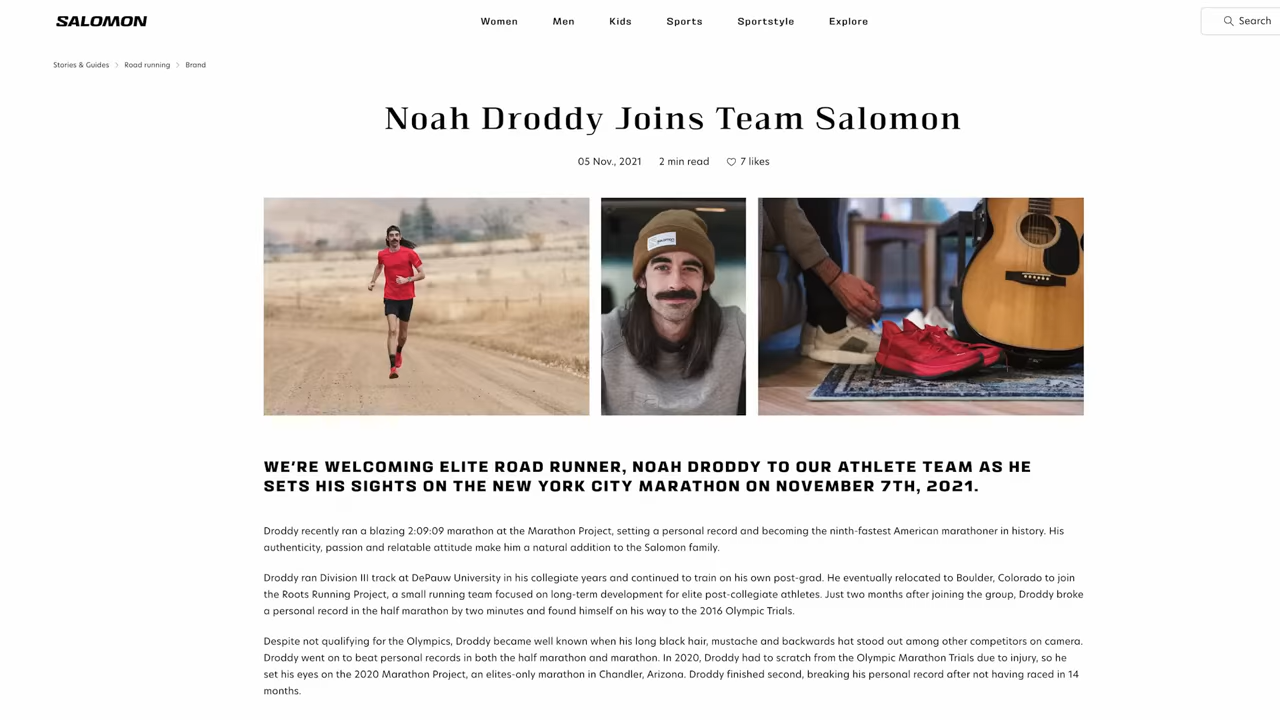 SALOMON
Women Men Kids Sports Sportstyle Explore
Search
Stories & Guides > Road running > Brand
Noah Droddy Joins Team Salomon
05 Nov., 2021 2 min read 7 likes
WE'RE WELCOMING ELITE ROAD RUNNER, NOAH DRODDY TO OUR ATHLETE TEAM AS HE
SETS HIS SIGHTS ON THE NEW YORK CITY MARATHON ON NOVEMBER 7TH, 2021.
Droddy recently ran a blazing 2:09:09 marathon at the Marathon Project, setting a personal record and becoming the ninth-fastest American marathoner in history. His
authenticity, passion and relatable attitude make him a natural addition to the Salomon family.
Droddy ran Division III track at DePauw University in his collegiate years and continued to train on his own post-grad. He eventually relocated to Boulder, Colorado to join
the Roots Running Project, a small running team focused on long-term development for elite post-collegiate athletes. Just two months after joining the group, Droddy broke
a personal record in the half marathon by two minutes and found himself on his way to the 2016 Olympic Trials.
Despite not qualifying for the Olympics, Droddy became well known when his long black hair, mustache and backwards hat stood out among other competitors on camera.
Droddy went on to beat personal records in both the half marathon and marathon. In 2020, Droddy had to scratch from the Olympic Marathon Trials due to injury, so he
set his eyes on the 2020 Marathon Project, an elites-only marathon in Chandler, Arizona. Droddy finished second, breaking his personal record after not having raced in 14
months.